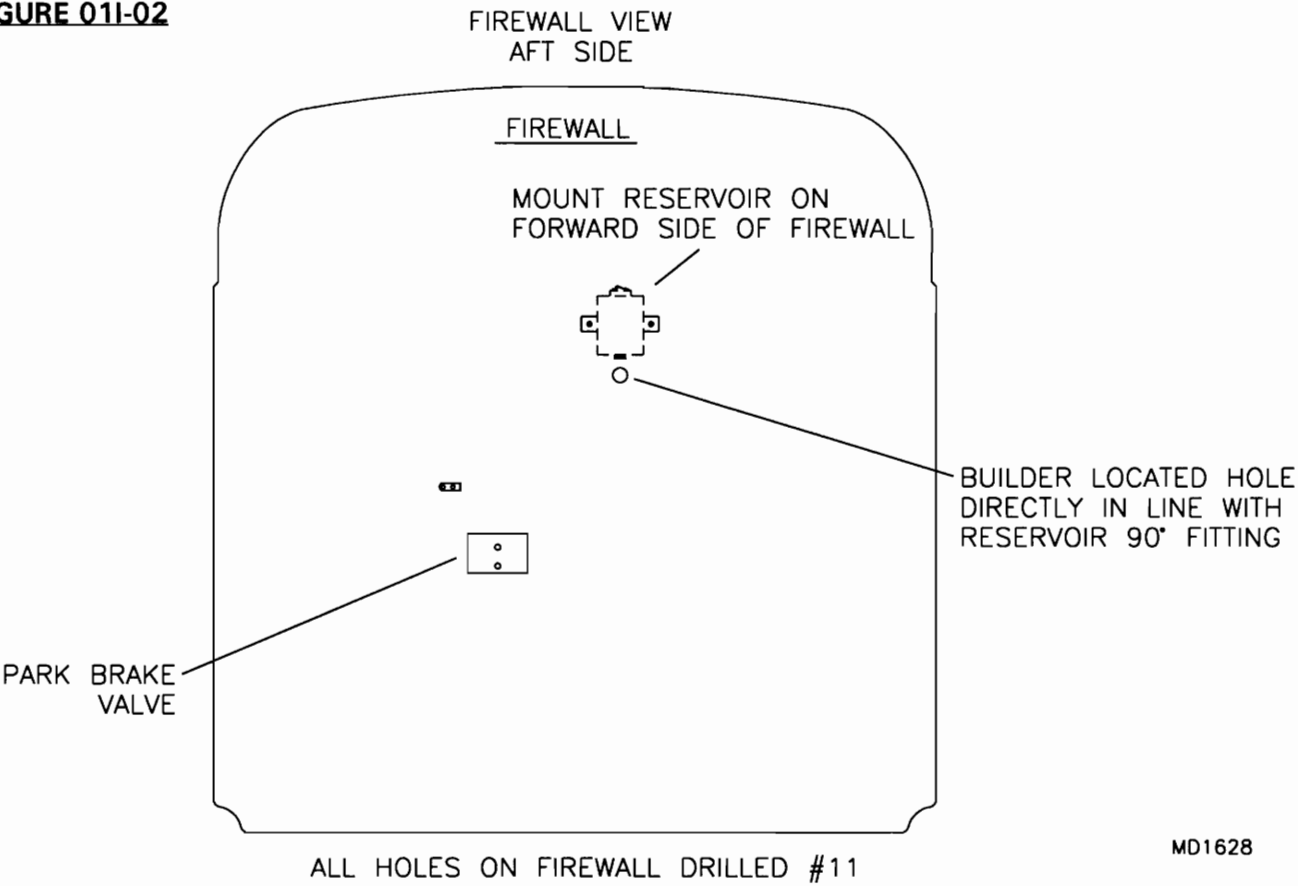 GURE 01I-02
FIREWALL VIEW
AFT SIDE
FIREWALL
MOUNT RESERVOIR ON
FORWARD SIDE OF FIREWALL
BUILDER LOCATED HOLE
DIRECTLY IN LINE WITH
RESERVOIR 90° FITTING
PARK BRAKE
VALVE
MD1628
ALL HOLES ON FIREWALL DRILLED #11